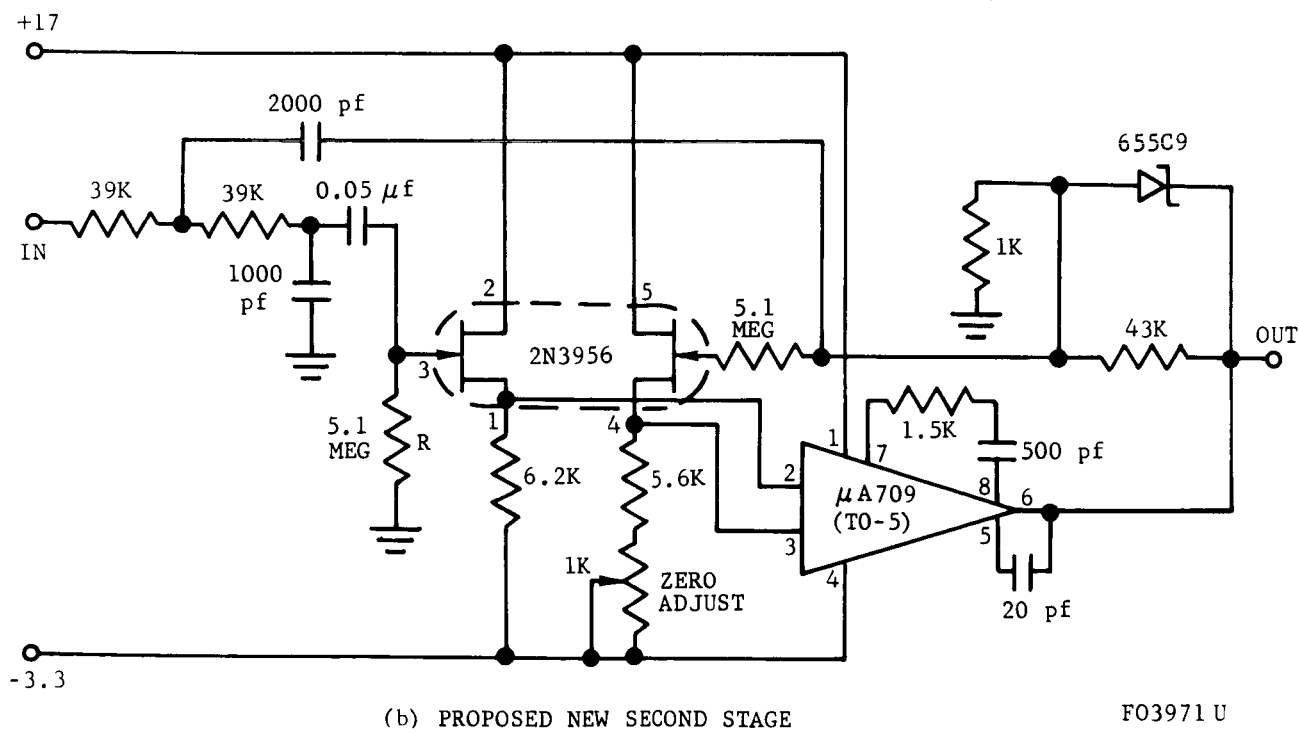 +17
2000 pf
655C9
39K
39K
0.05 μf
IN
1K
1000
pf
2
5
5.1
MEG
43K
OUT
3
2N3956
1
4
1
7
1.5K
5.1
MEG
R
6.2K
5.6K
2
μA709
(TO-5)
8
6
500 pf
3
5
4
1K
ZERO
ADJUST
20 pf
-3.3
(b) PROPOSED NEW SECOND STAGE
F03971 U